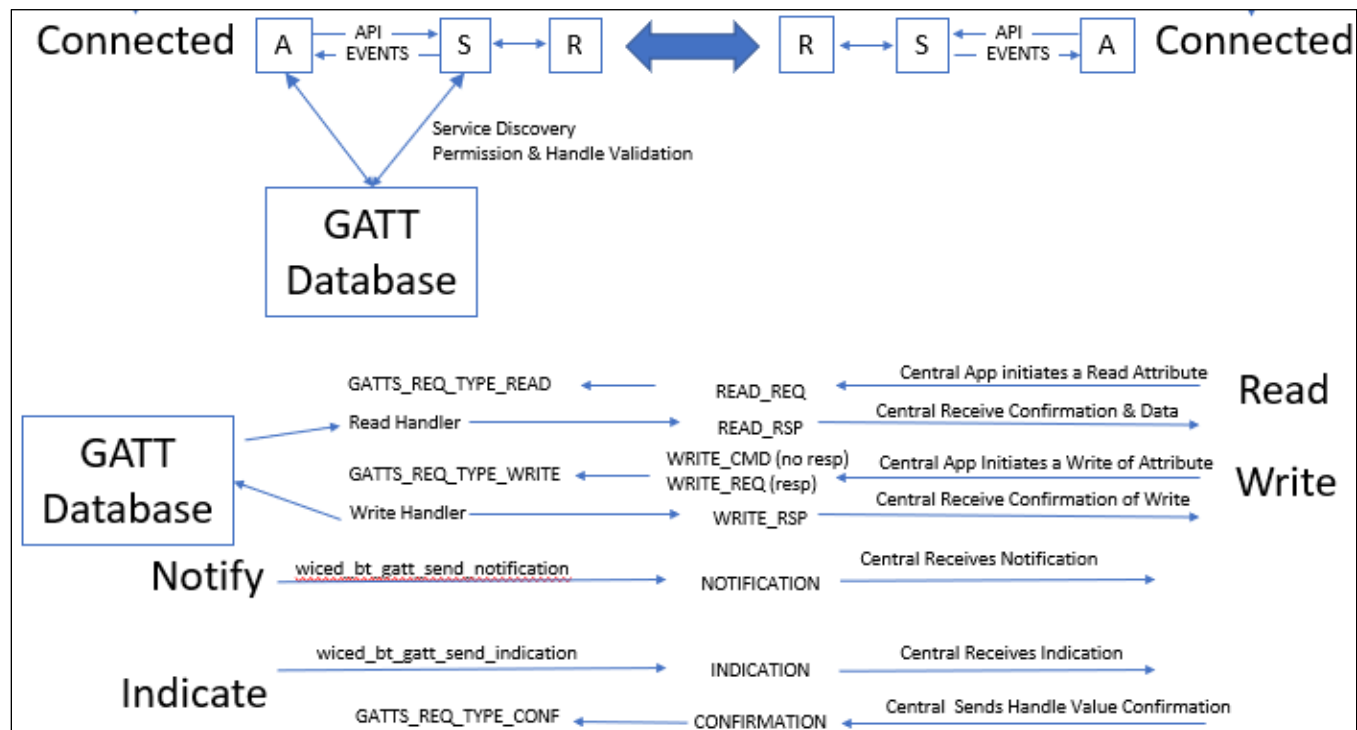 Connected
A
API
EVENTS
S
R
R
S
API
EVENTS
A
Connected
Service Discovery
Permission & Handle Validation
GATT
Database
GATTS_REQ_TYPE_READ
READ_REQ
Central App initiates a Read Attribute
Read
Read Handler
READ_RSP
Central Receive Confirmation & Data
GATT
Database
GATTS_REQ_TYPE_WRITE
WRITE_CMD (no resp)
WRITE_REQ (resp)
Central App Initiates a Write of Attribute
Write
Write Handler
WRITE_RSP
Central Receive Confirmation of Write
Notify
wiced_bt_gatt_send_notification
NOTIFICATION
Central Receives Notification
Indicate
wiced_bt_gatt_send_indication
INDICATION
Central Receives Indication
GATTS_REQ_TYPE_CONF
CONFIRMATION
Central Sends Handle Value Confirmation